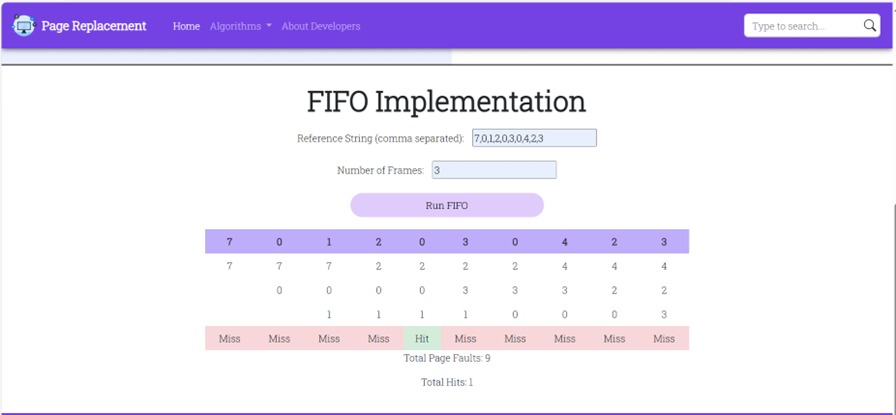 Page Replacement Home Algorithms About Developers Type to search...
FIFO Implementation
Reference String (comma separated): 7,0,1,2,0,3,0,4,2,3
Number of Frames: 3
Run FIFO
7 0 1 2 0 3 0 4 2 3
7 7 7 2 2 2 2 4 4 4
0 0 0 0 3 3 3 2 2
1 1 1 1 0 0 0 3
Miss Miss Miss Miss Hit Miss Miss Miss Miss Miss
Total Page Faults: 9
Total Hits: 1